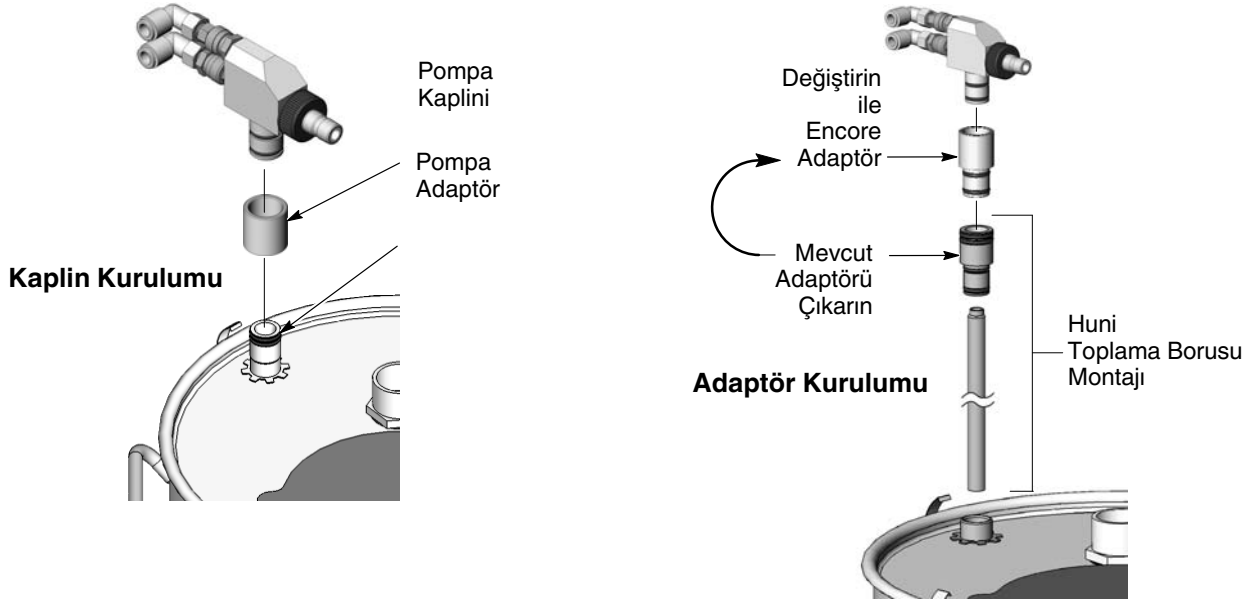 Pompa
Kaplini
Pompa
Adaptör
Kaplin Kurulumu
Değiştirin
ile
Encore
Adaptör
Mevcut
Adaptörü
Çıkarın
Huni
Toplama Borusu
Montajı
Adaptör Kurulumu